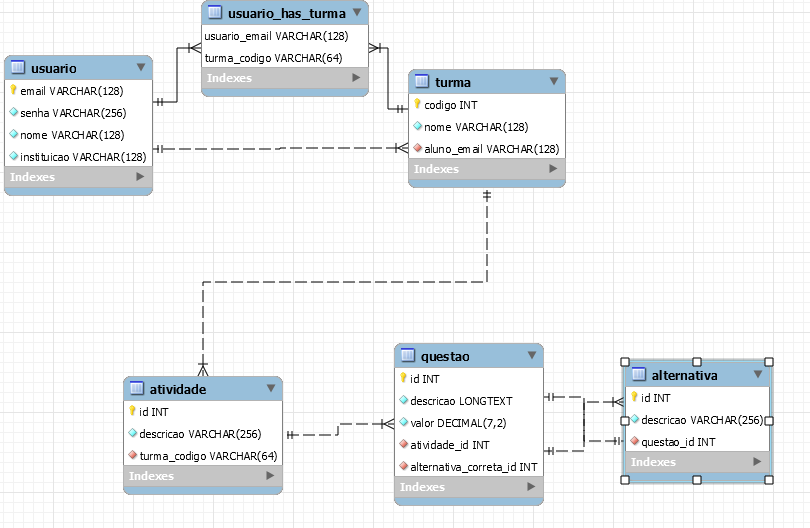 usuario_has_turma
usuario_email VARCHAR(128)
turma_codigo VARCHAR(64)
Indexes
usuario
email VARCHAR(128)
senha VARCHAR(256)
nome VARCHAR(128)
instituicao VARCHAR(128)
Indexes
turma
codigo INT
nome VARCHAR(128)
aluno_email VARCHAR(128)
Indexes
atividade
id INT
descricao VARCHAR(256)
turma_codigo VARCHAR(64)
Indexes
questao
id INT
descricao LONGTEXT
valor DECIMAL(7,2)
atividade_id INT
alternativa_correta_id INT
Indexes
alternativa
id INT
descricao VARCHAR(256)
questao_id INT
Indexes